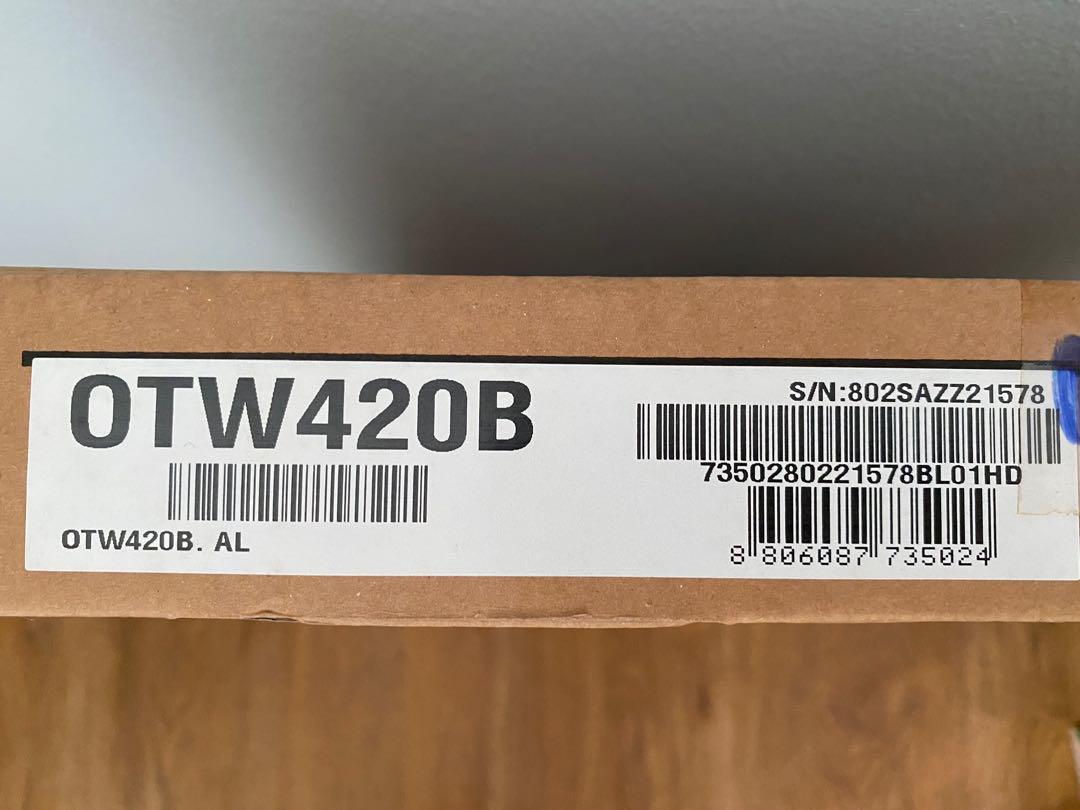 OTW420B
OTW420B. AL
S/N:802SAZZ21578
7350280221578BL01HD
8 806087 735024